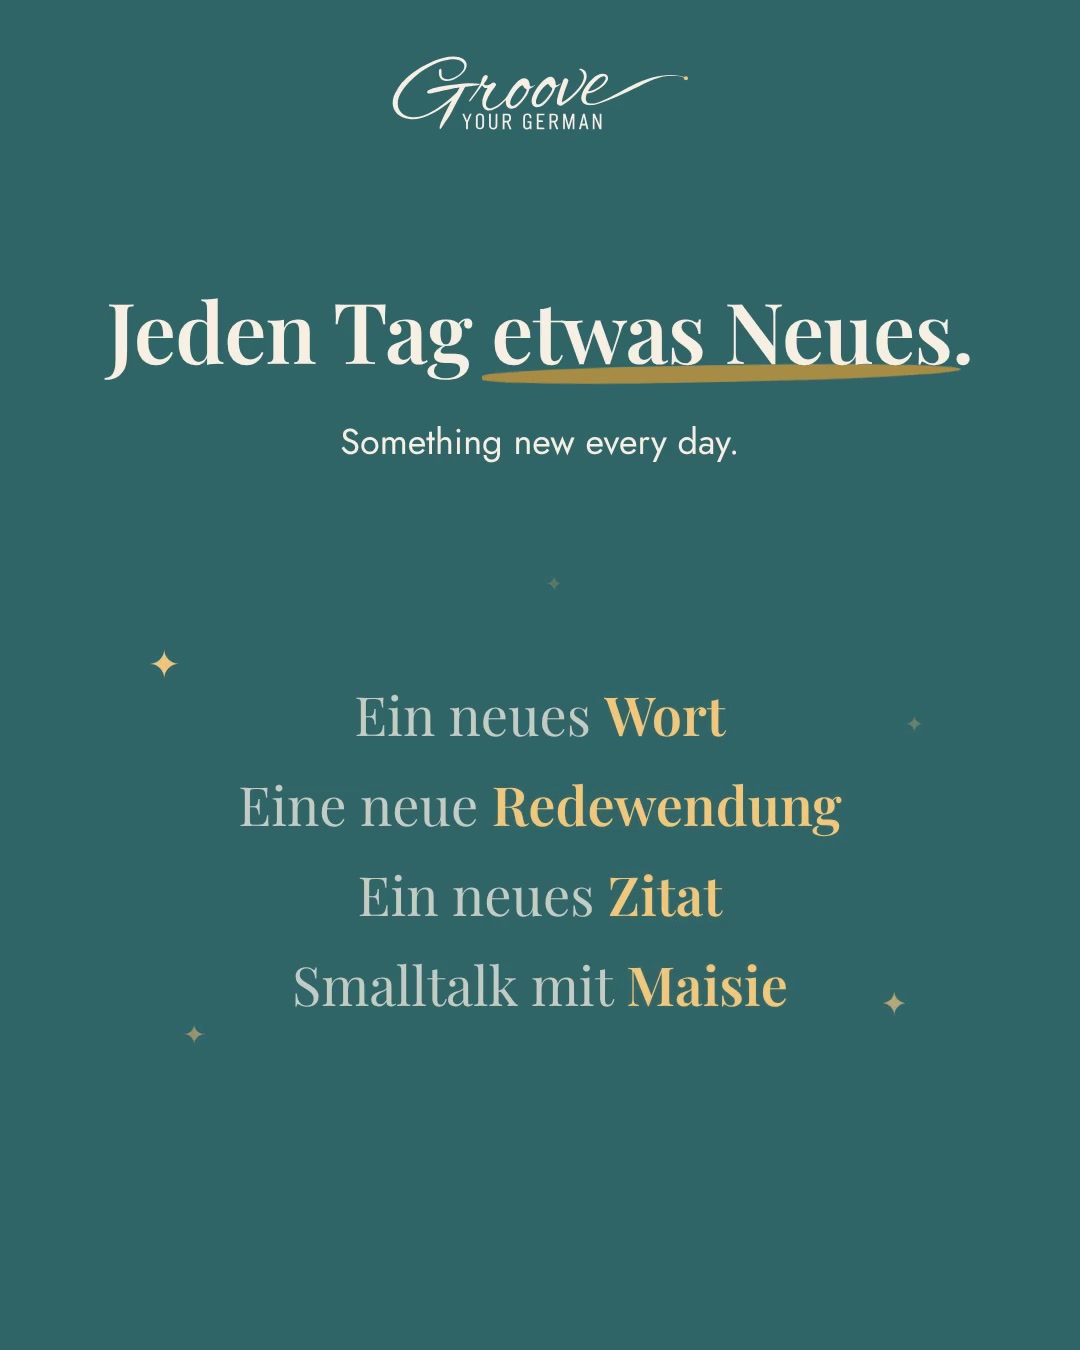 Groove
YOUR GERMAN
Jeden Tag etwas Neues.
Something new every day.
Ein neues Wort
Eine neue Redewendung
Ein neues Zitat
Smalltalk mit Maisie